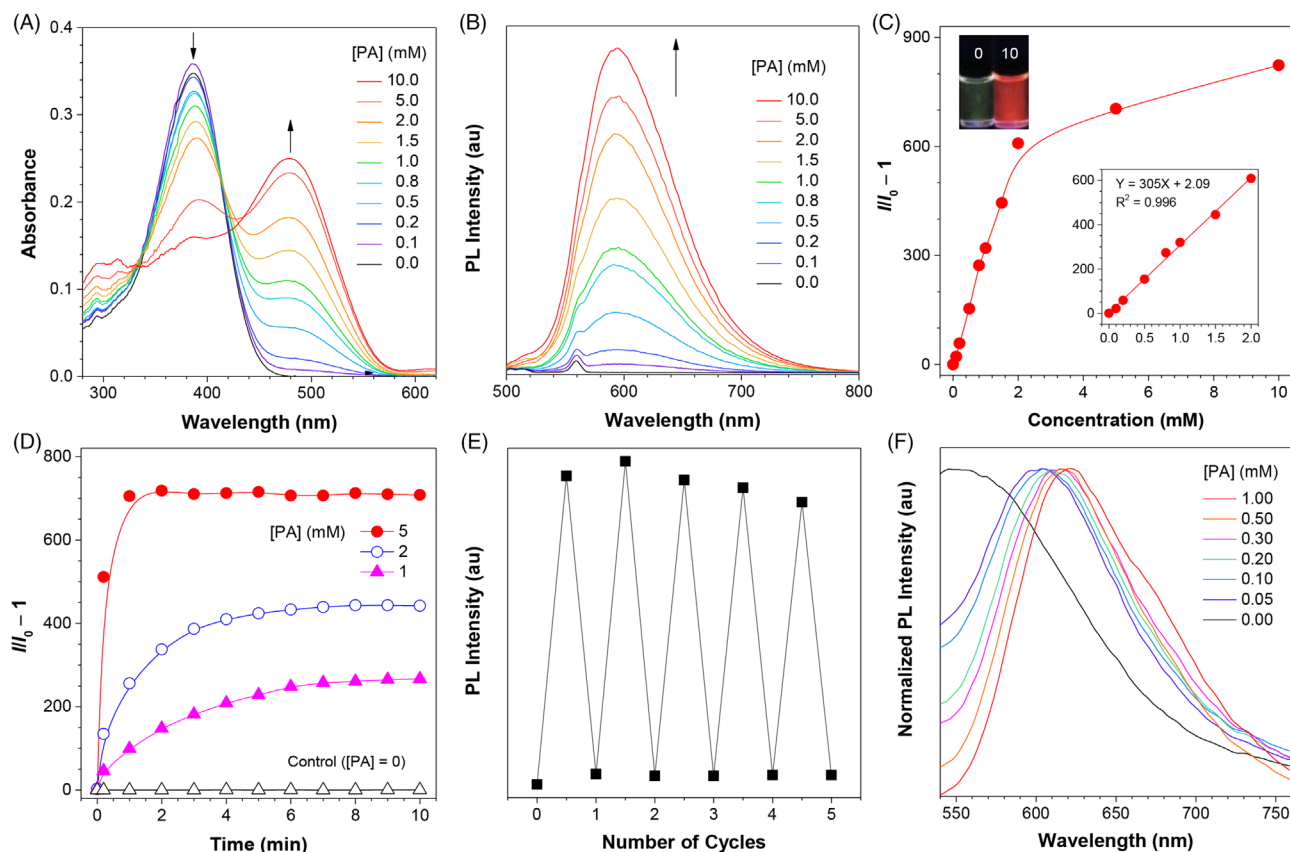 (A)
0.4
0.3
0.2
0.1
0.0
Absorbance
300
400
500
600
Wavelength (nm)
[PA] (mM)
10.0
5.0
2.0
1.5
1.0
0.8
0.5
0.2
0.1
0.0
(B)
PL Intensity (au)
500
600
700
800
Wavelength (nm)
[PA] (mM)
10.0
5.0
2.0
1.5
1.0
0.8
0.5
0.2
0.1
0.0
(C)
900
600
300
0
I/I0 – 1
0 10
Y = 305X + 2.09
R2 = 0.996
600
400
200
0
0.0 0.5 1.0 1.5 2.0
0 2 4 6 8 10
Concentration (mM)
(D)
800
600
400
200
0
I/I0 – 1
[PA] (mM)
5
2
1
Control ([PA] = 0)
0 2 4 6 8 10
Time (min)
(E)
PL Intensity (au)
0 1 2 3 4 5
Number of Cycles
(F)
Normalized PL Intensity (au)
[PA] (mM)
1.00
0.50
0.30
0.20
0.10
0.05
0.00
550 600 650 700 750
Wavelength (nm)